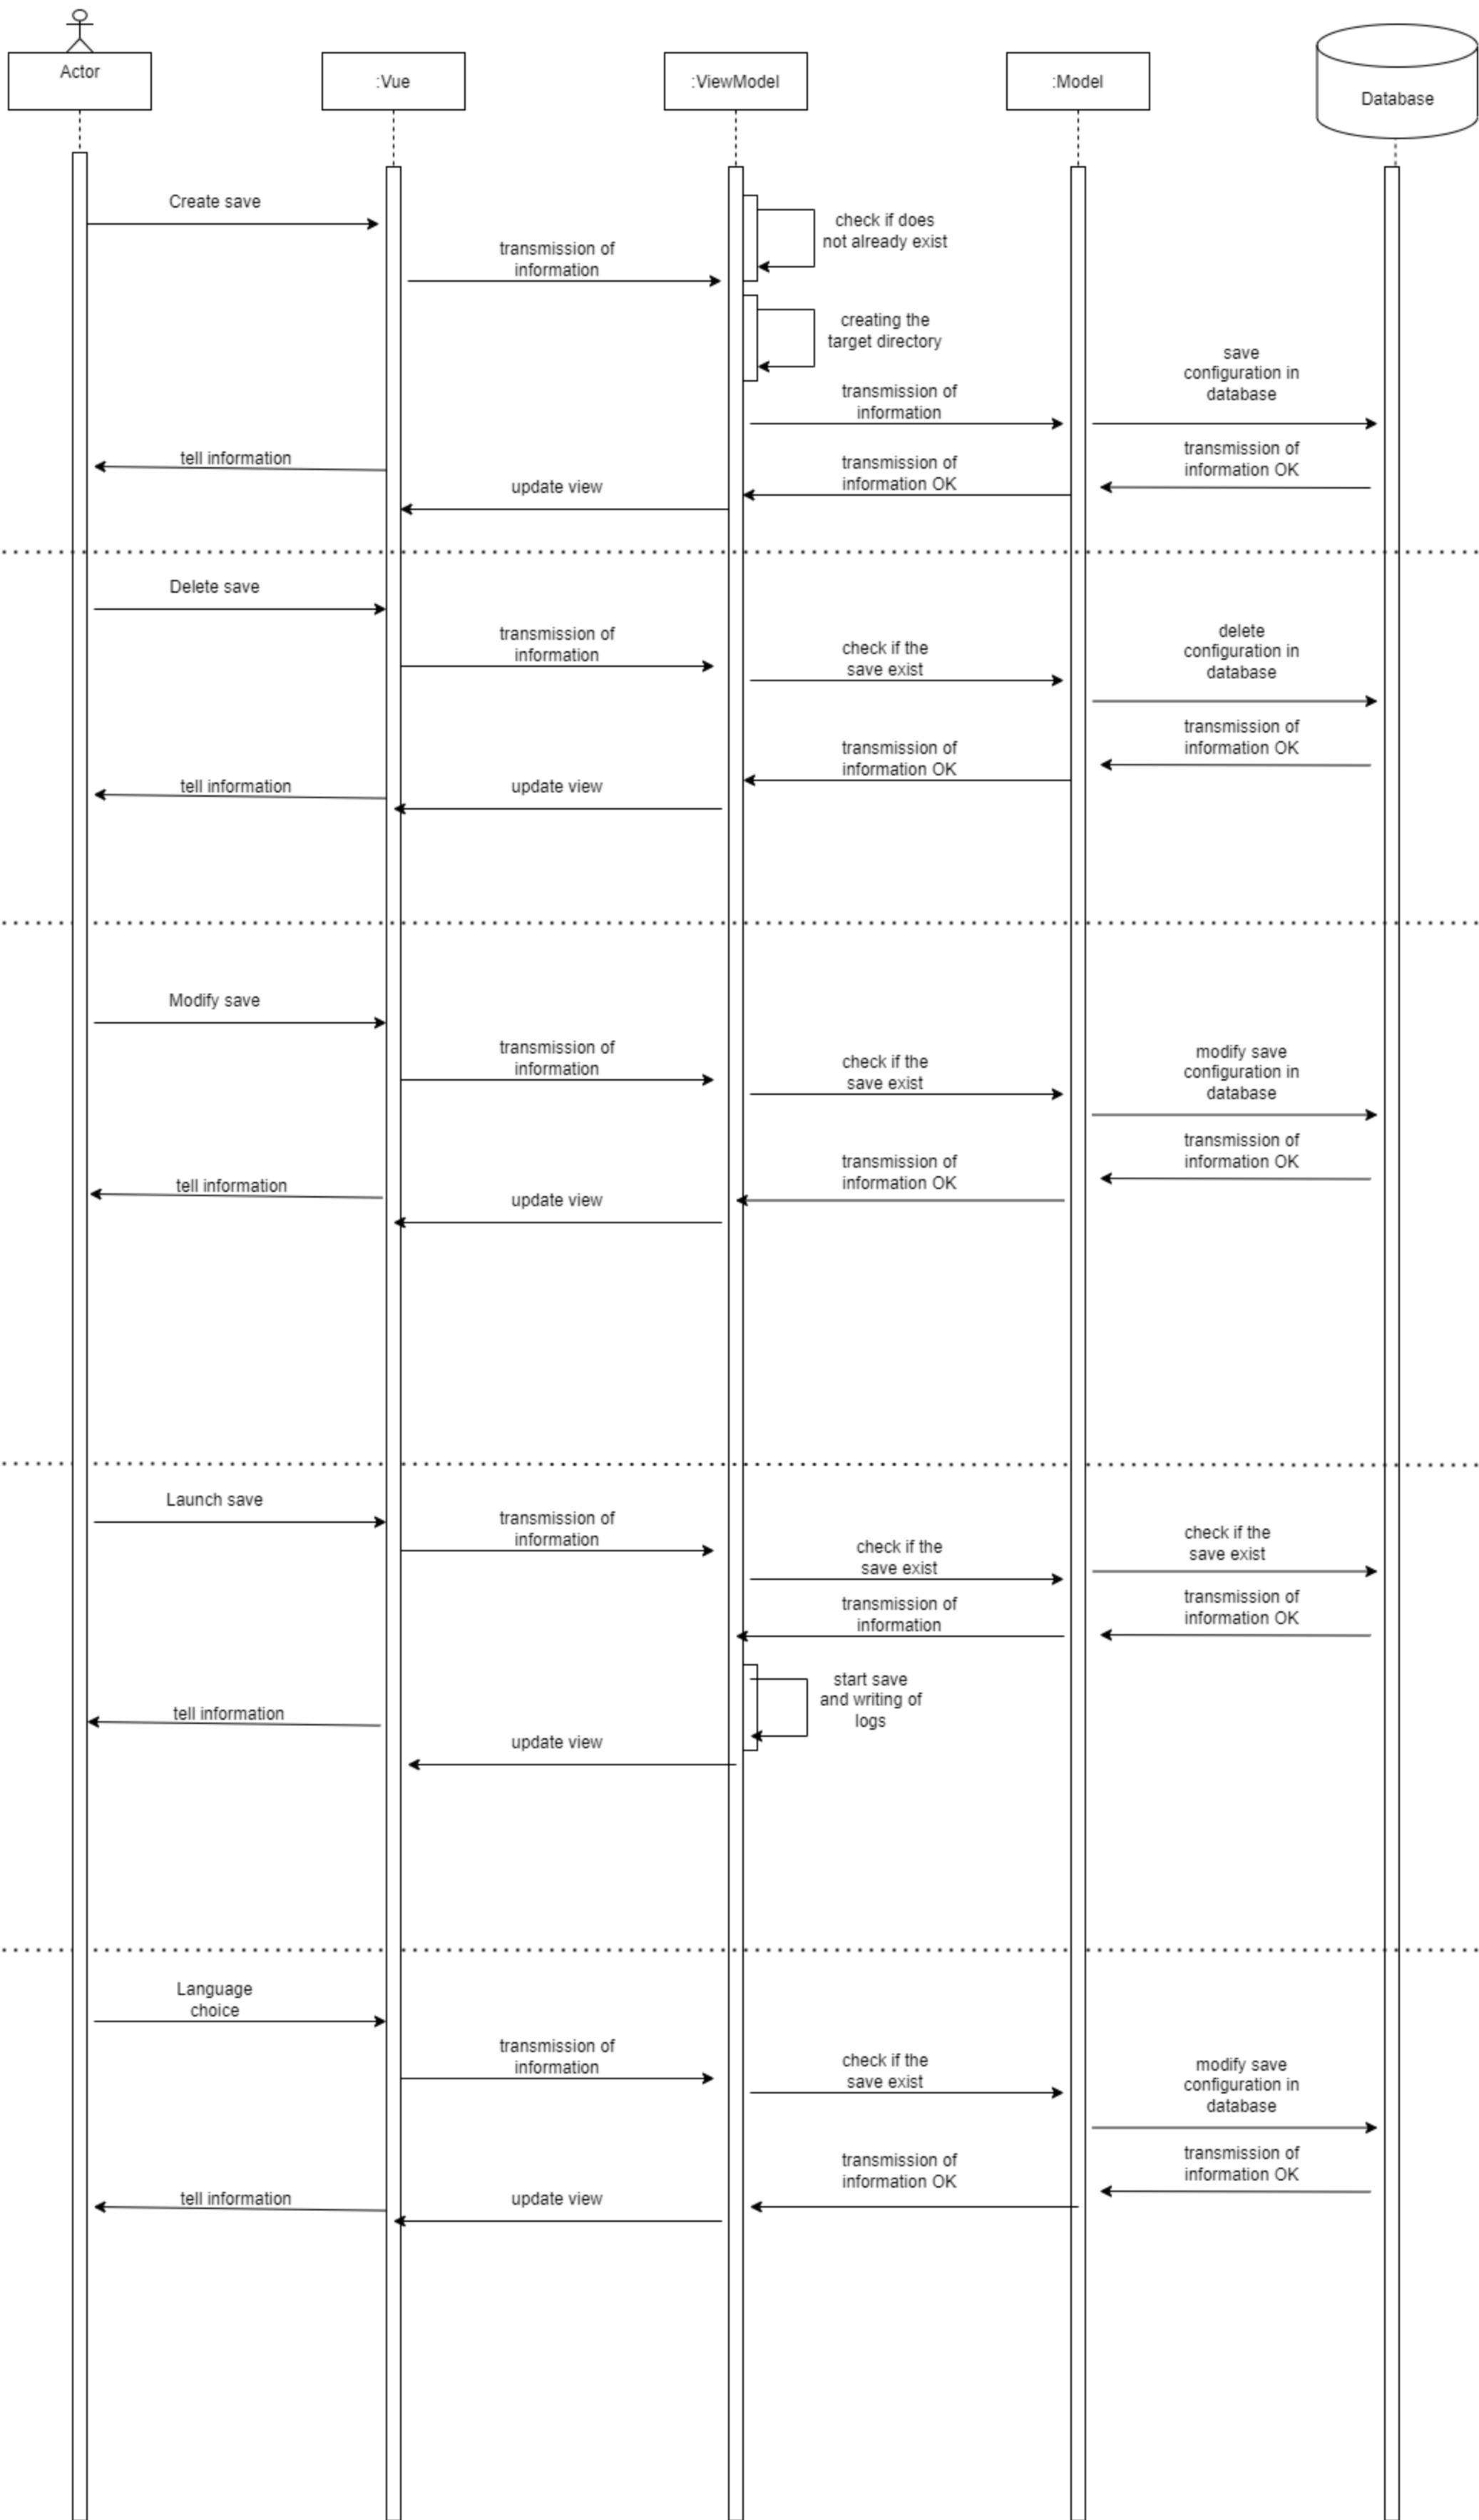 Actor
:Vue
:ViewModel
:Model
Database
Create save
check if does
not already exist
transmission of
information
creating the
target directory
save
configuration in
database
transmission of
information
transmission of
information OK
tell information
transmission of
information OK
update view
Delete save
transmission of
information
check if the
save exist
delete
configuration in
database
transmission of
information OK
transmission of
information OK
tell information
update view
Modify save
transmission of
information
check if the
save exist
modify save
configuration in
database
transmission of
information OK
transmission of
information OK
tell information
update view
Launch save
transmission of
information
check if the
save exist
check if the
save exist
transmission of
information OK
transmission of
information
start save
and writing of
logs
tell information
update view
Language
choice
transmission of
information
check if the
save exist
modify save
configuration in
database
transmission of
information OK
transmission of
information OK
tell information
update view